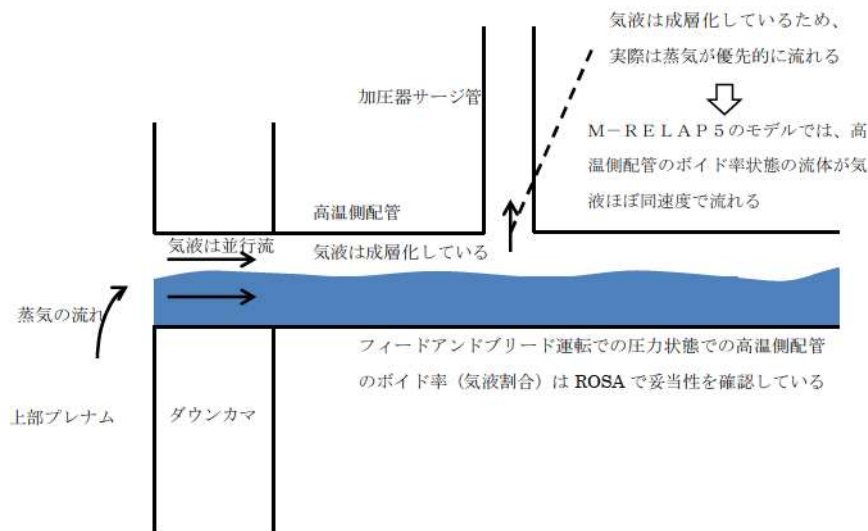 気液は成層化しているため、
実際は蒸気が優先的に流れる
加圧器サージ管
M-RELAP5のモデルでは、高
温側配管のボイド率状態の流体が気
液ほぼ同速度で流れる
高温側配管
気液は並行流
気液は成層化している
蒸気の流れ
フィードアンドブリード運転での圧力状態での高温側配管
のボイド率（気液割合）は ROSA で妥当性を確認している
上部プレナム
ダウンカマ